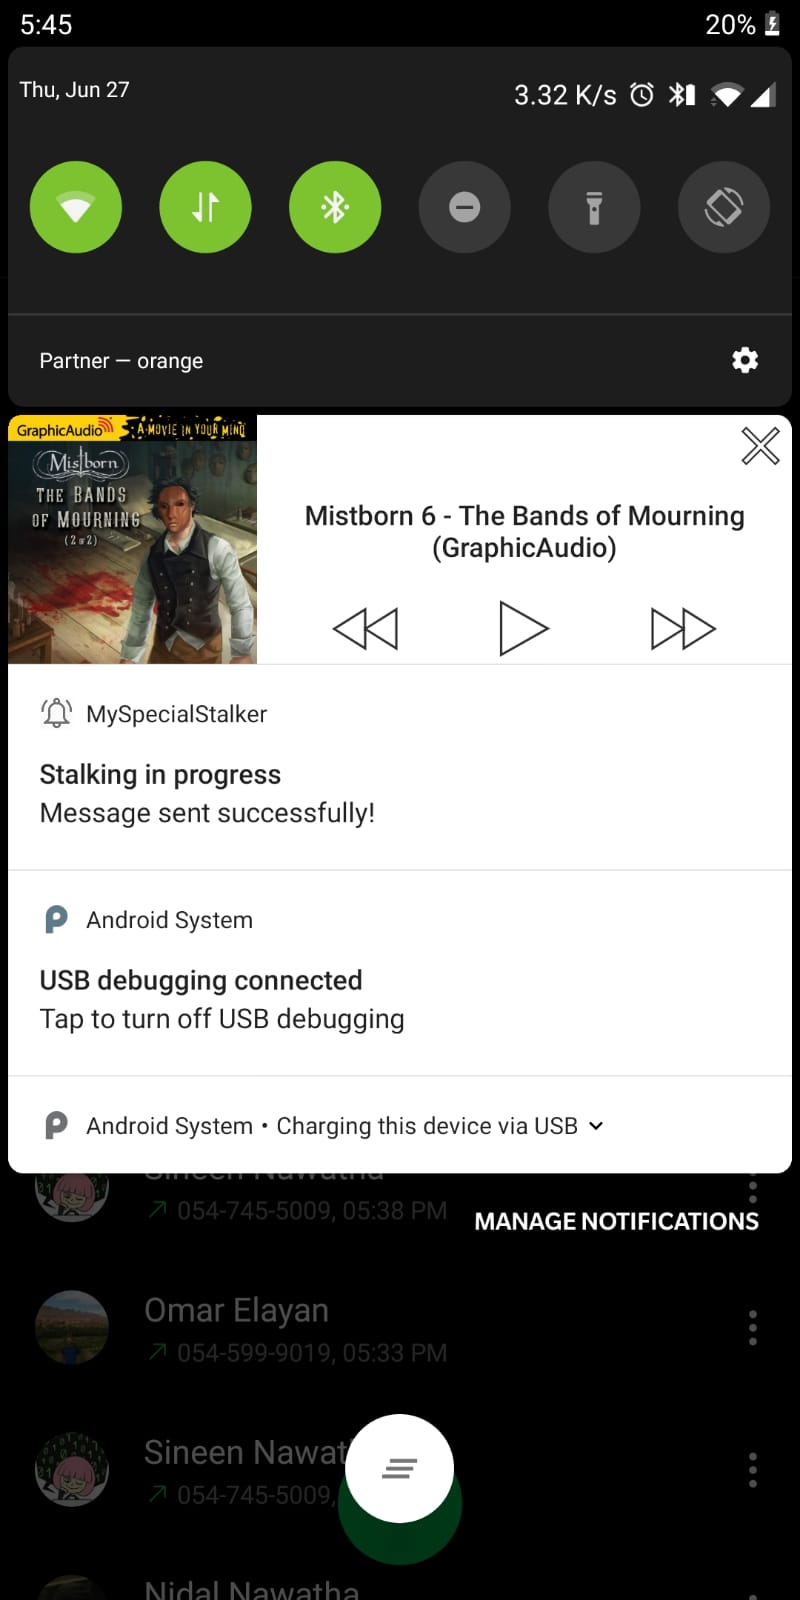 5:45
20%
Thu, Jun 27
3.32 K/s
Partner — orange
GraphicAudio
A MOVIE IN YOUR MIND
Mistborn
THE BANDS
OF MOURNING
(2 of 2)
Mistborn 6 - The Bands of Mourning
(GraphicAudio)
MySpecialStalker
Stalking in progress
Message sent successfully!
Android System
USB debugging connected
Tap to turn off USB debugging
Android System • Charging this device via USB
Sineen Nawatha
054-745-5009, 05:38 PM
MANAGE NOTIFICATIONS
Omar Elayan
054-599-9019, 05:33 PM
Sineen Nawat
054-745-5009,
Nidal Nawatha